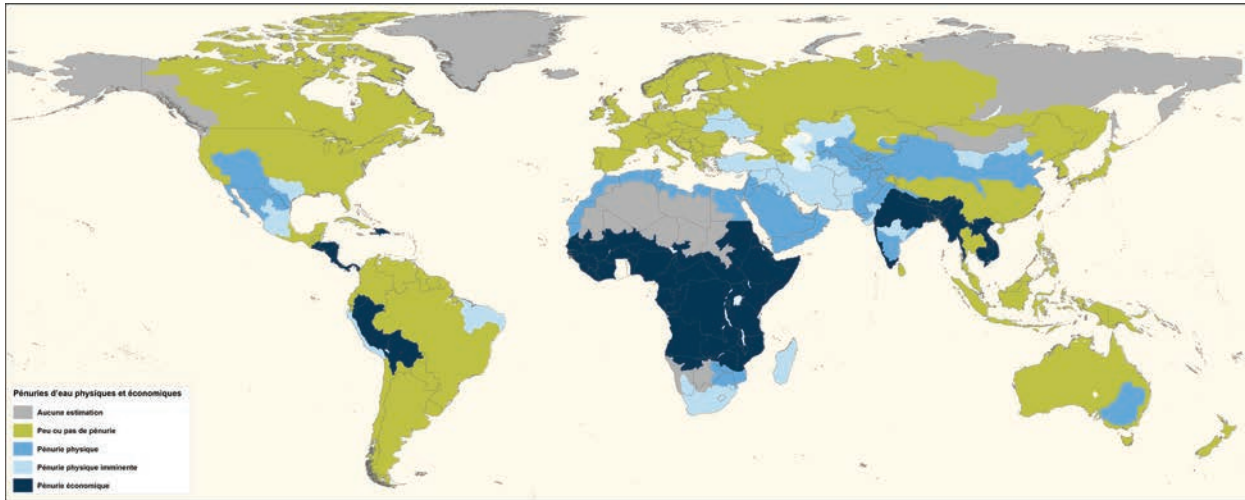 Pénuries d'eau physiques et économiques
Aucune estimation
Peu ou pas de pénurie
Pénurie physique
Pénurie physique imminente
Pénurie économique